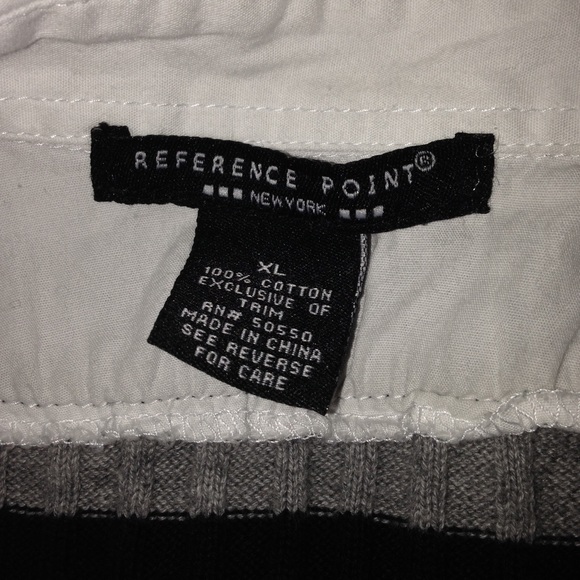 REFERENCE POINT®
NEW YORK
XL
100% COTTON
EXCLUSIVE OF
TRIM
RN# 50550
MADE IN CHINA
SEE REVERSE
FOR CARE